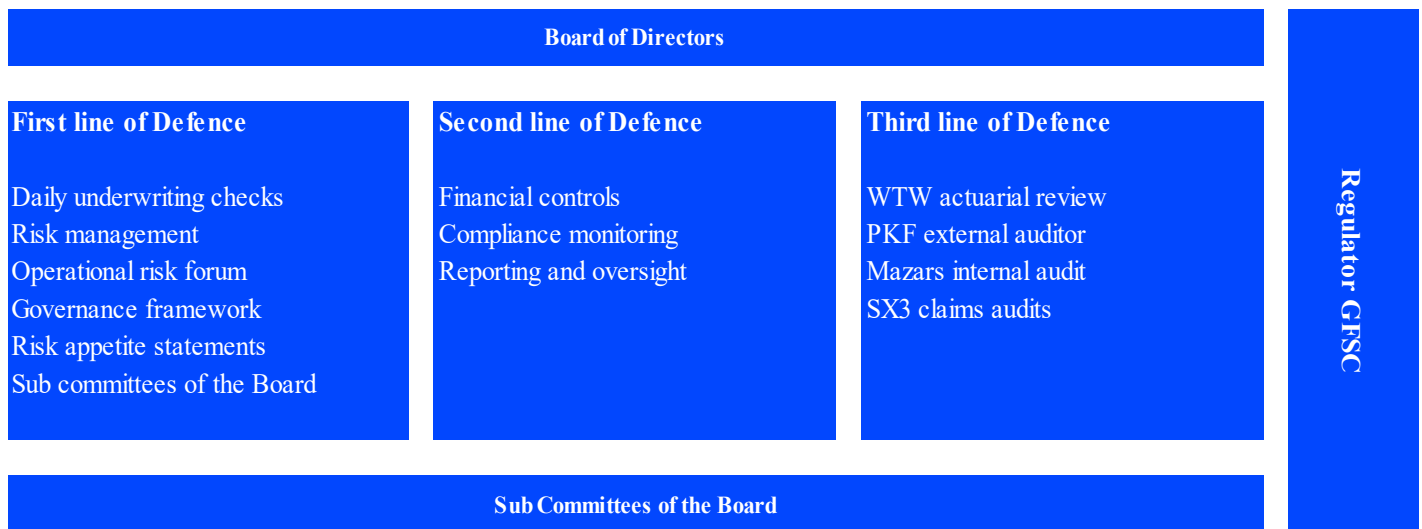 Board of Directors
First line of Defence
Daily underwriting checks
Risk management
Operational risk forum
Governance framework
Risk appetite statements
Sub committees of the Board
Second line of Defence
Financial controls
Compliance monitoring
Reporting and oversight
Third line of Defence
WTW actuarial review
PKF external auditor
Mazars internal audit
SX3 claims audits
Sub Committees of the Board
Regulator GFSC